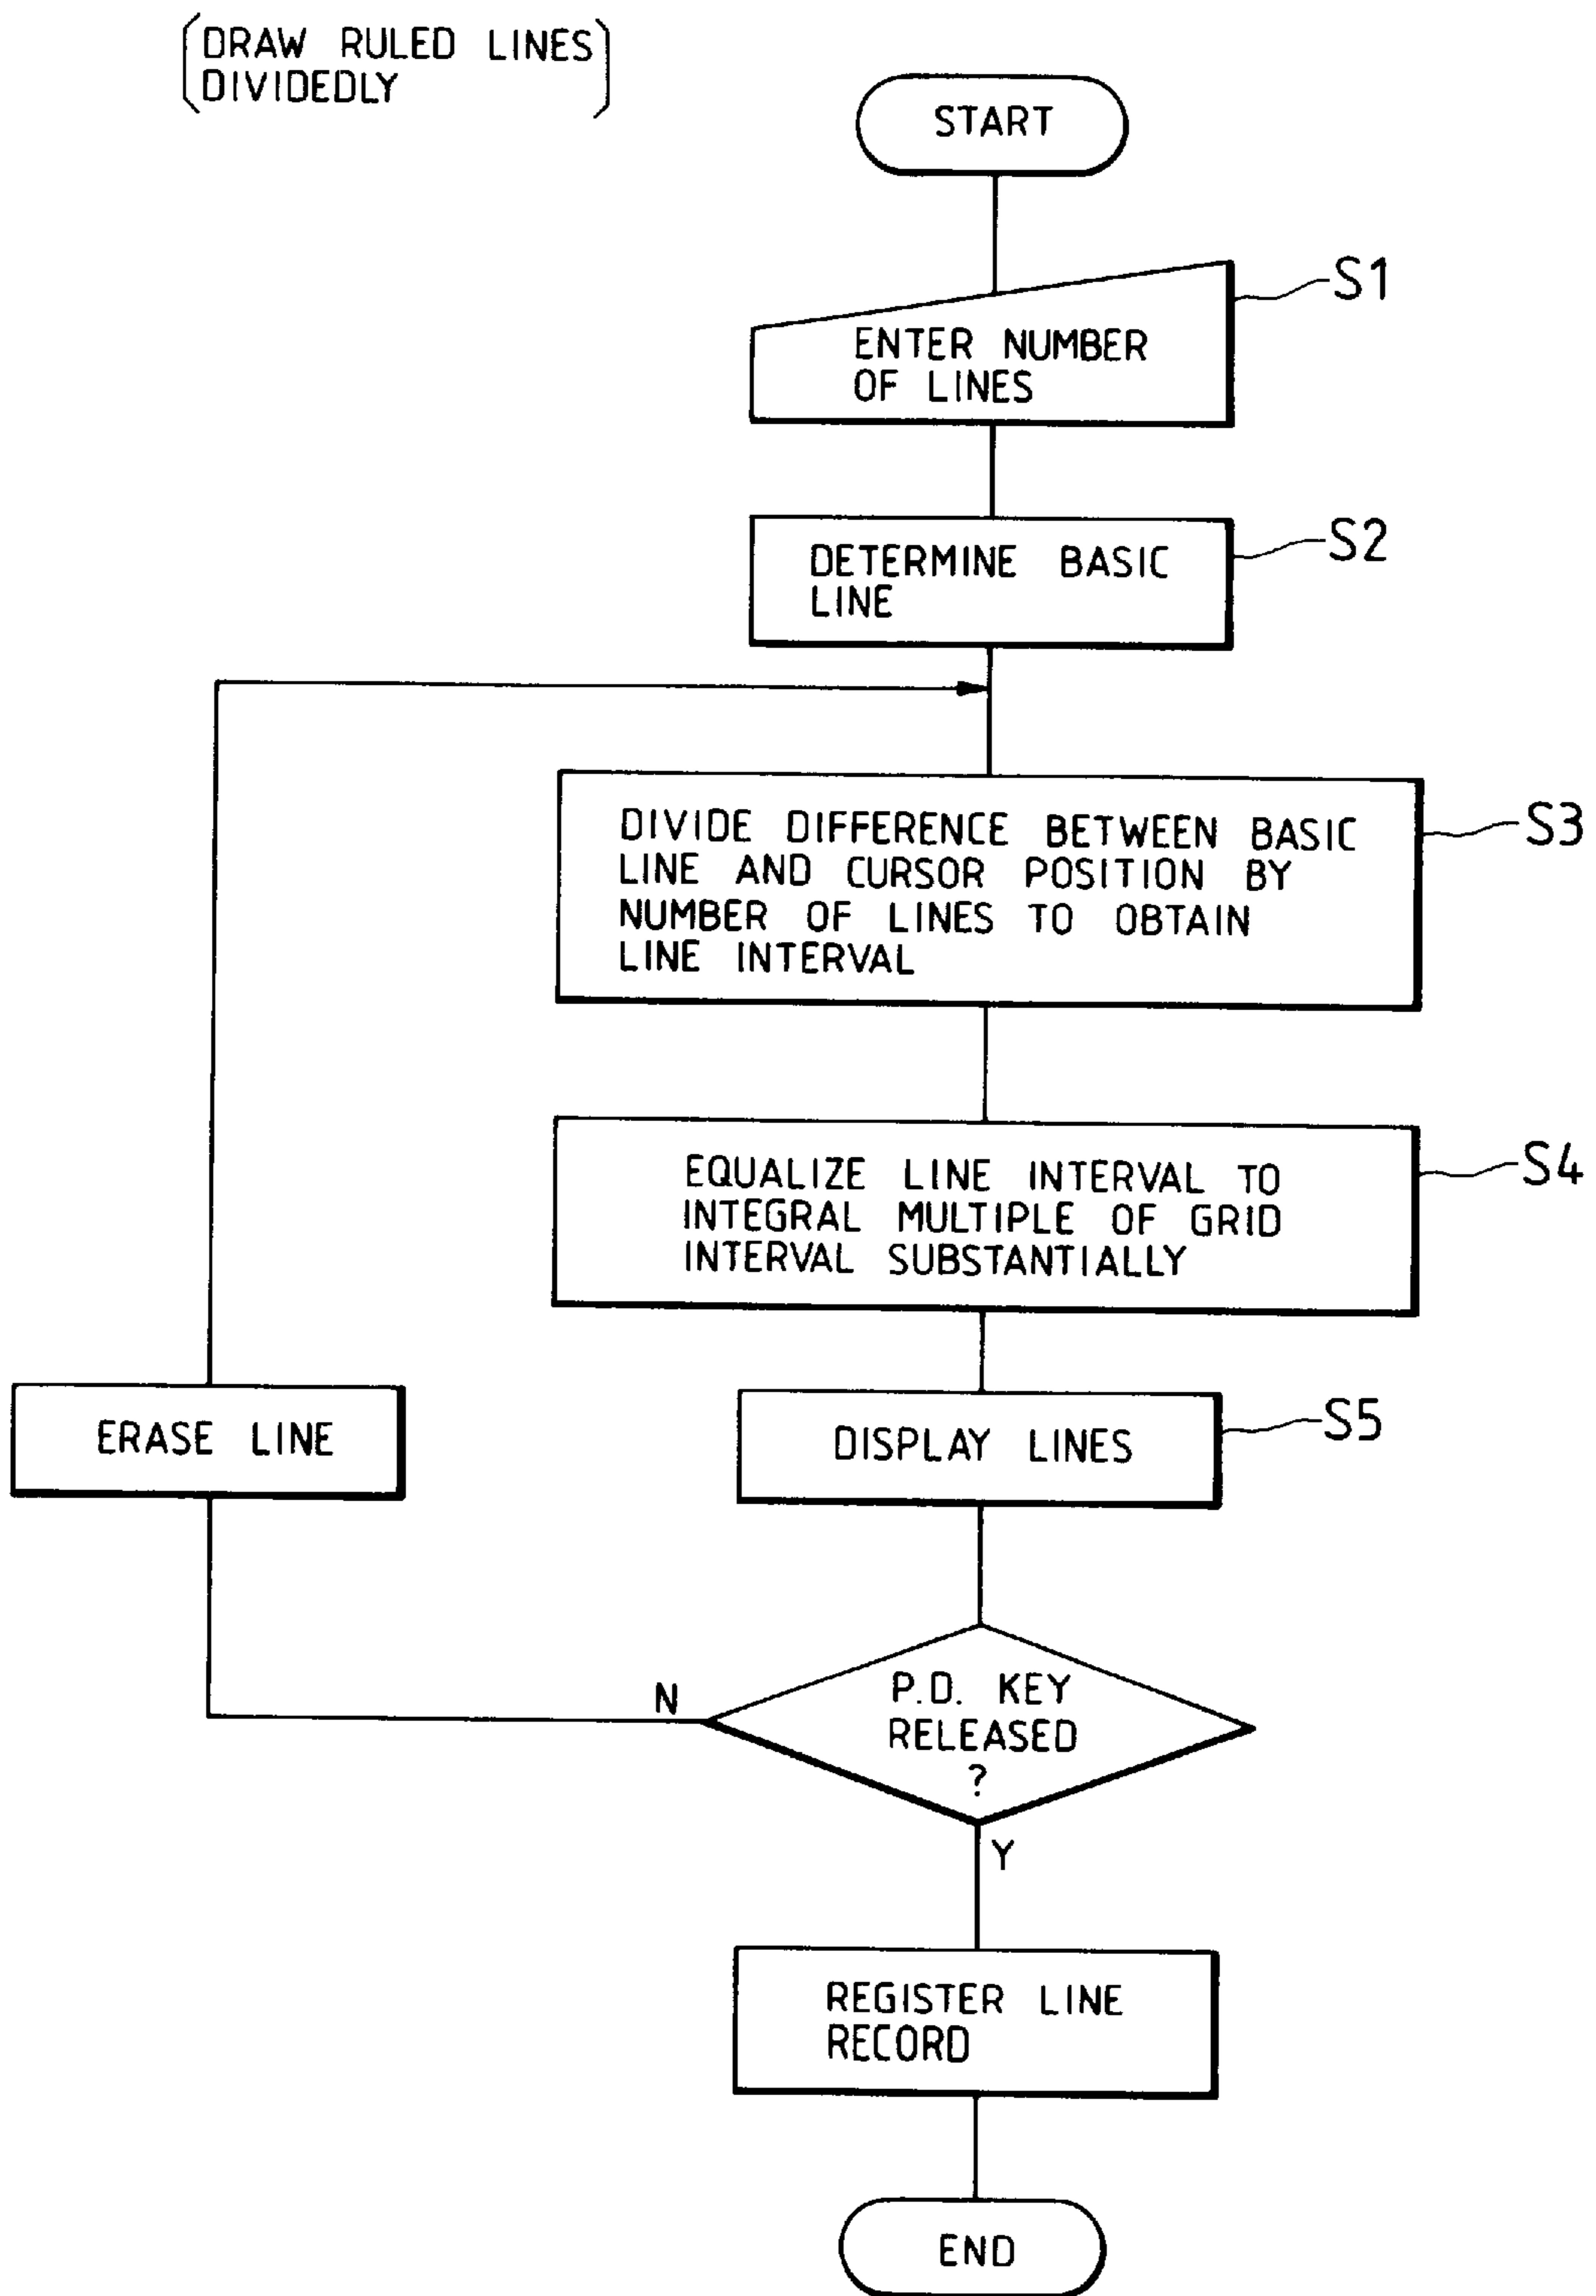 DRAW RULED LINES
DIVIDEDLY
START
S1
ENTER NUMBER
OF LINES
S2
DETERMINE BASIC
LINE
S3
DIVIDE DIFFERENCE BETWEEN BASIC
LINE AND CURSOR POSITION BY
NUMBER OF LINES TO OBTAIN
LINE INTERVAL
S4
EQUALIZE LINE INTERVAL TO
INTEGRAL MULTIPLE OF GRID
INTERVAL SUBSTANTIALLY
ERASE LINE
S5
DISPLAY LINES
N
P.D. KEY
RELEASED
?
Y
REGISTER LINE
RECORD
END